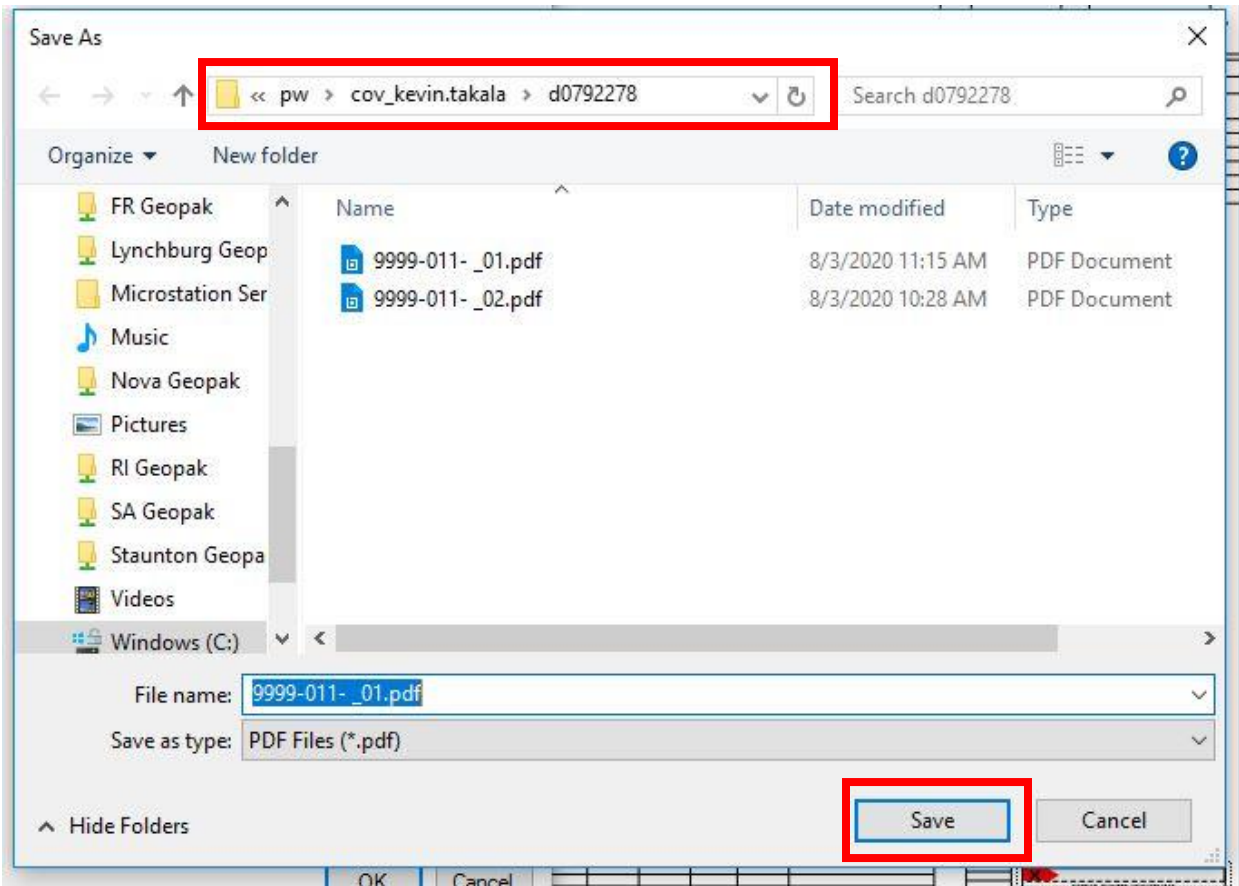 Save As
« pw › cov_kevin.takala › d0792278
Search d0792278
Organize
New folder
?
Name
Date modified
Type
FR Geopak
Lynchburg Geop
Microstation Ser
Music
Nova Geopak
Pictures
RI Geopak
SA Geopak
Staunton Geopa
Videos
Windows (C:)
9999-011- _01.pdf 8/3/2020 11:15 AM PDF Document
9999-011- _02.pdf 8/3/2020 10:28 AM PDF Document
File name: 9999-011- _01.pdf
Save as type: PDF Files (*.pdf)
Hide Folders
Save
Cancel
OK
Cancel